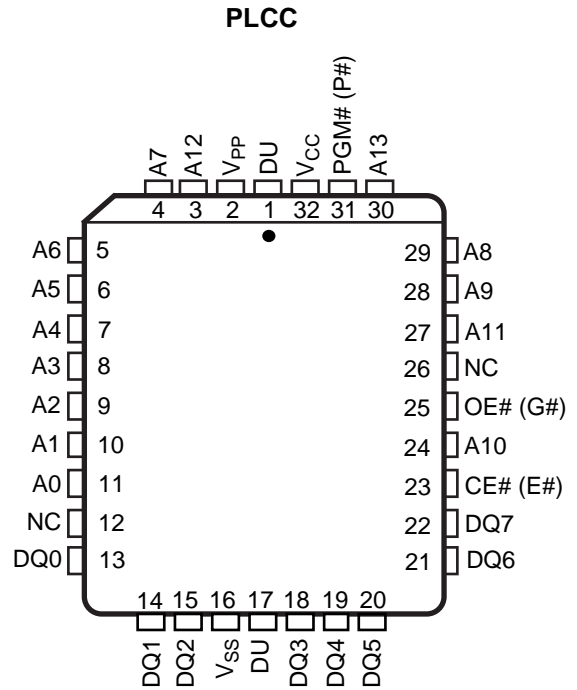 PLCC
A7 A12 VPP DU VCC PGM# (P#) A13
4 3 2 1 32 31 30
A6 5 29 A8
A5 6 28 A9
A4 7 27 A11
A3 8 26 NC
A2 9 25 OE# (G#)
A1 10 24 A10
A0 11 23 CE# (E#)
NC 12 22 DQ7
DQ0 13 21 DQ6
14 15 16 17 18 19 20
DQ1 DQ2 VSS DU DQ3 DQ4 DQ5